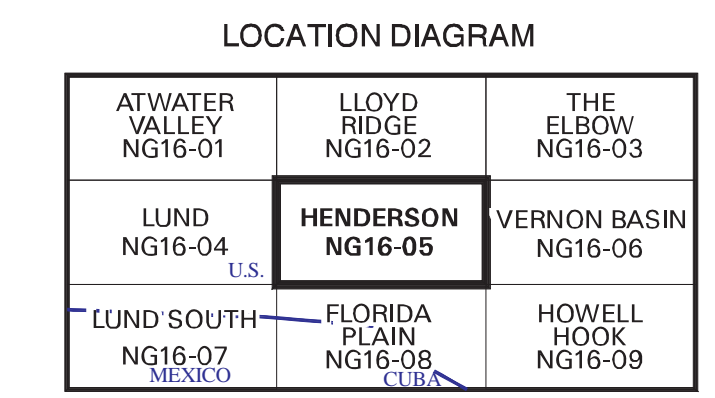 LOCATION DIAGRAM
ATWATER
VALLEY
NG16-01
LLOYD
RIDGE
NG16-02
THE
ELBOW
NG16-03
LUND
NG16-04
U.S.
HENDERSON
NG16-05
VERNON BASIN
NG16-06
LUND SOUTH
NG16-07
MEXICO
FLORIDA
PLAIN
NG16-08
CUBA
HOWELL
HOOK
NG16-09